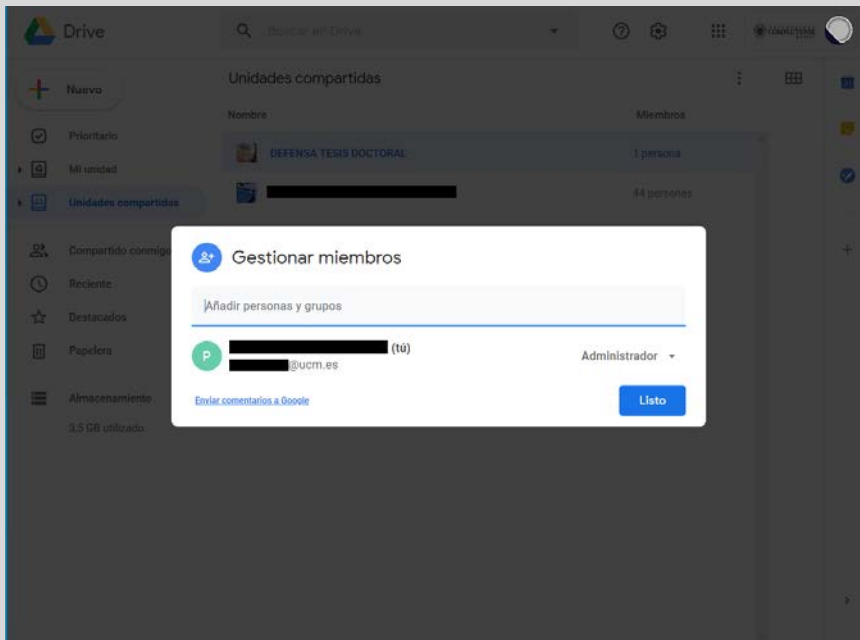 Drive
Buscar en Drive
COMPLUTENSE
Nuevo
Unidades compartidas
Nombre
Miembros
Prioritario
DEFENSA TESIS DOCTORAL
1 persona
Mi unidad
Unidades compartidas
44 personas
Compartido conmigo
Gestionar miembros
Reciente
Añadir personas y grupos
Destacados
Papelera
P
(tú)
@ucm.es
Administrador
Almacenamiento
Enviar comentarios a Google
Listo
3,5 GB utilizado